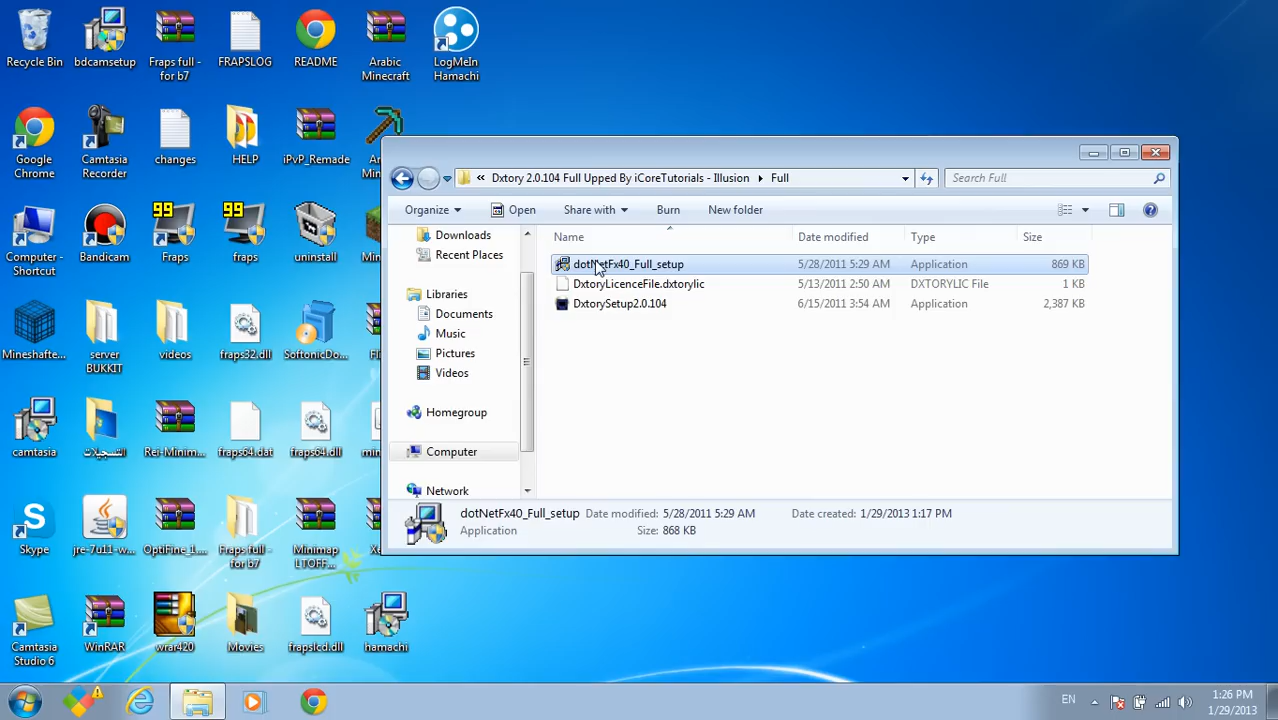 Recycle Bin
bdcamsetup
Fraps full -
for b7
FRAPSLOG
README
Arabic
Minecraft
LogMeIn
Hamachi
Google
Chrome
Camtasia
Recorder
changes
HELP
iPvP_Remade
Computer -
Shortcut
Bandicam
99
Fraps
99
fraps
uninstall
Mineshafte...
server
BUKKIT
videos
fraps32.dll
SoftonicDo...
camtasia
التسجيلات
Rei-Minim...
fraps64.dat
fraps64.dll
Skype
jre-7u11-w...
OptiFine_1....
Fraps full -
for b7
Minimap
LTOFF...
Camtasia
Studio 6
WinRAR
wrar420
Movies
frapslcd.dll
hamachi
« Dxtory 2.0.104 Full Upped By iCoreTutorials - Illusion
Full
Search Full
Organize
Open
Share with
Burn
New folder
Downloads
Recent Places
Libraries
Documents
Music
Pictures
Videos
Homegroup
Computer
Network
Name Date modified Type Size
dotNetFx40_Full_setup 5/28/2011 5:29 AM Application 869 KB
DxtoryLicenceFile.dxtorylic 5/13/2011 2:50 AM DXTORYLIC File 1 KB
DxtorySetup2.0.104 6/15/2011 3:54 AM Application 2,387 KB
dotNetFx40_Full_setup Date modified: 5/28/2011 5:29 AM Date created: 1/29/2013 1:17 PM
Application Size: 868 KB
EN
1:26 PM
1/29/2013